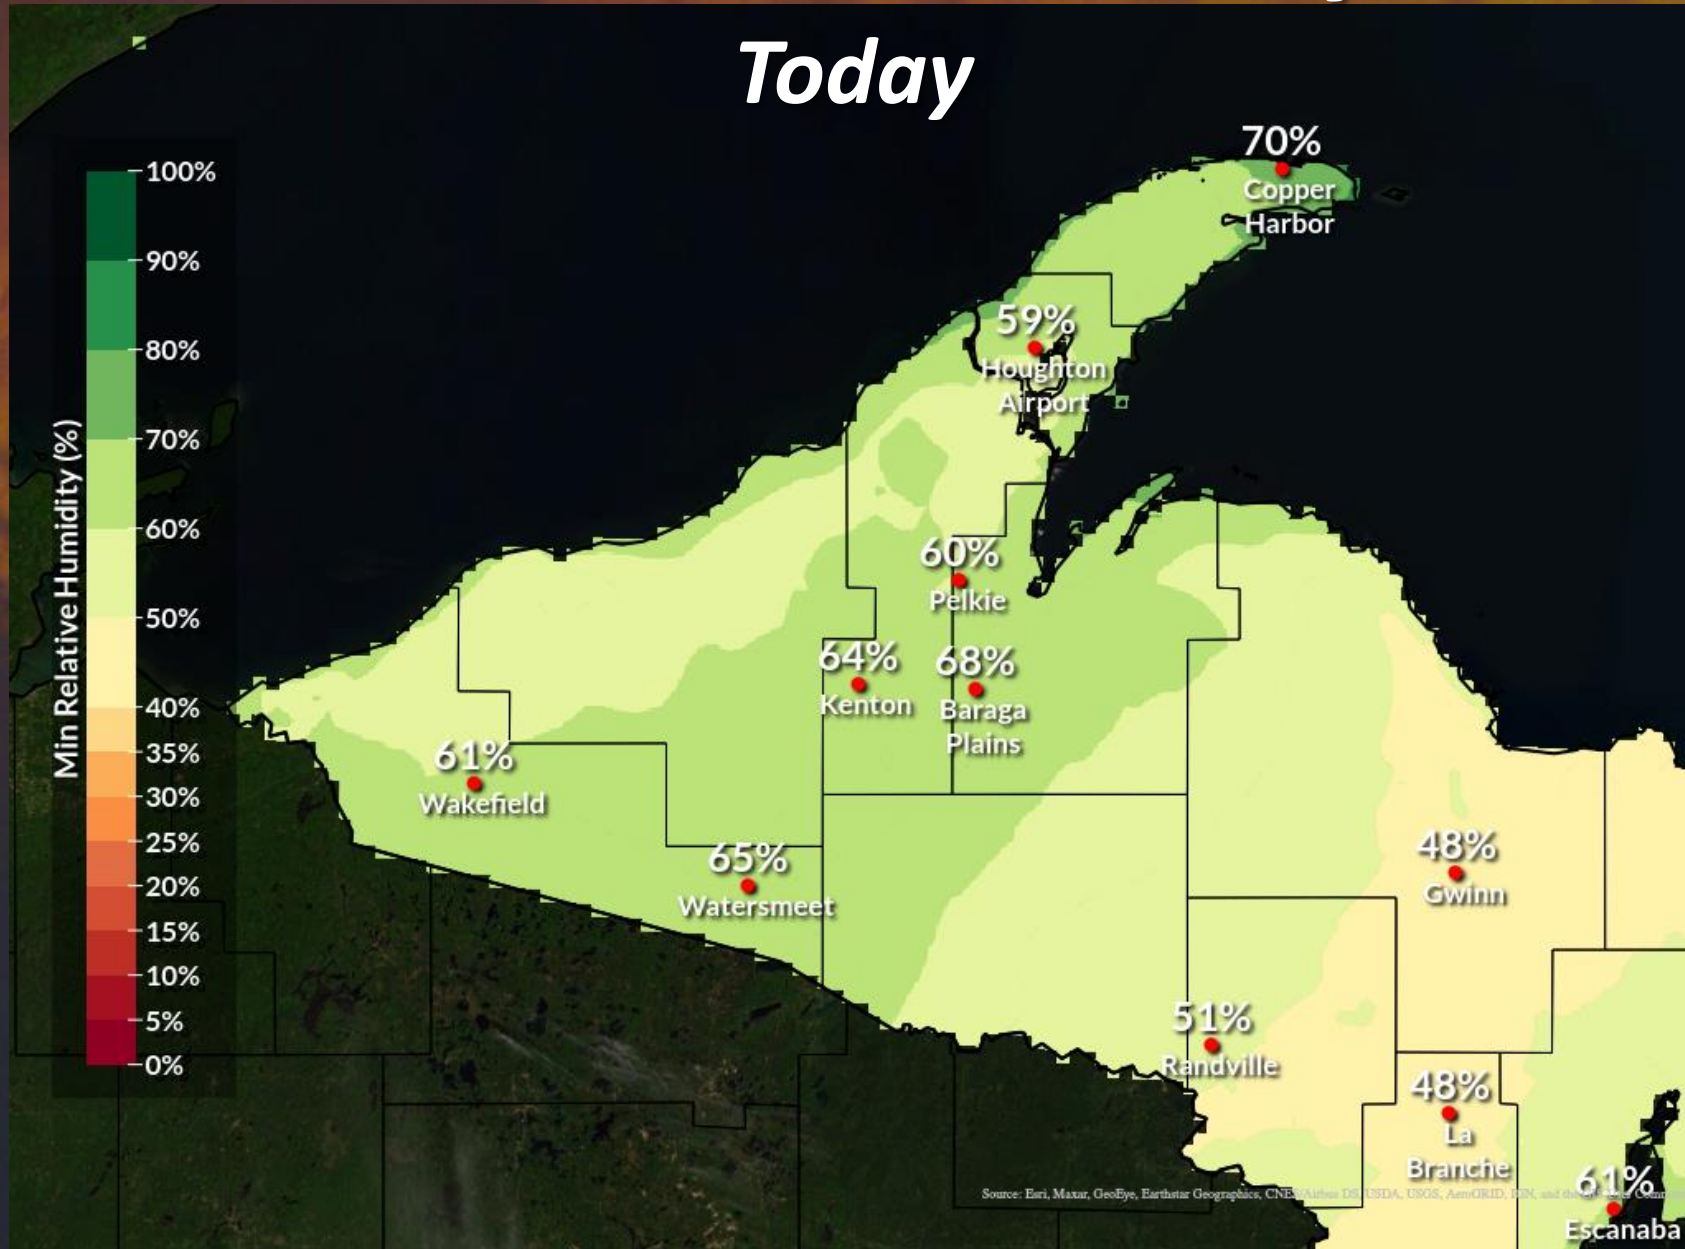 Today
70%
Copper
Harbor
100%
90%
80%
70%
60%
50%
40%
35%
30%
25%
20%
15%
10%
5%
0%
Min Relative Humidity (%)
59%
Houghton
Airport
60%
Pelkie
64%
Kenton
68%
Baraga
Plains
61%
Wakefield
65%
Watersmeet
48%
Gwinn
51%
Randville
48%
La
Branche
61%
Escanaba
Source: Esri, Maxar, GeoEye, Earthstar Geographics, CNES/Airbus DS, USDA, USGS, AeroGRID, IGN, and the